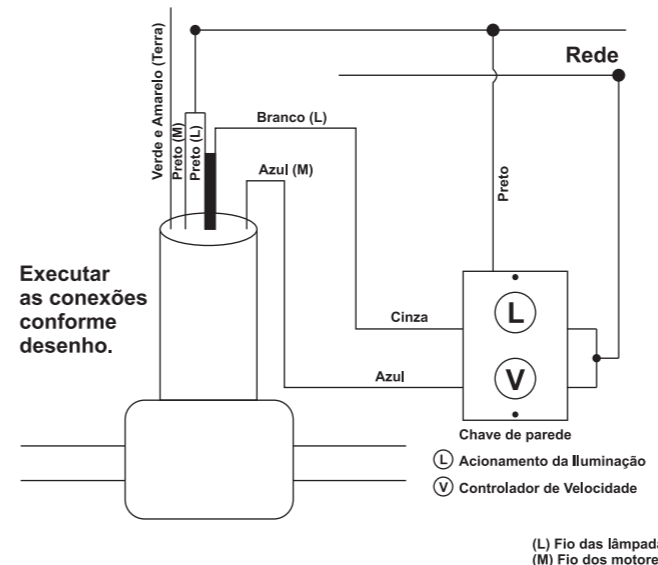 Verde e Amarelo (Terra)
Preto (M)
Preto (L)
Branco (L)
Azul (M)
Rede
Preto
Executar
as conexões
conforme
desenho.
Cinza
Azul
L
V
Chave de parede
L Acionamento da Iluminação
V Controlador de Velocidade
(L) Fio das lâmpada
(M) Fio dos motore